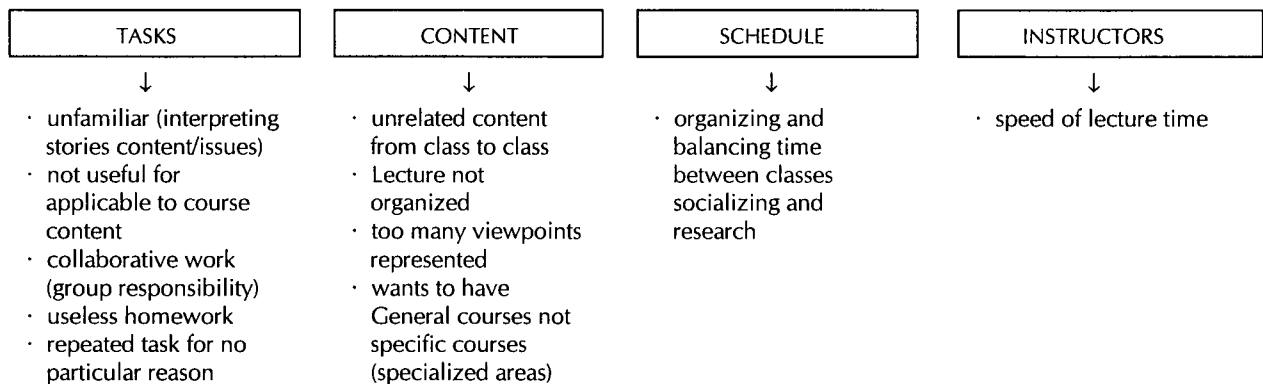 TASKS
↓
· unfamiliar (interpreting
stories content/issues)
· not useful for
applicable to course
content
· collaborative work
(group responsibility)
· useless homework
· repeated task for no
particular reason
CONTENT
↓
· unrelated content
from class to class
· Lecture not
organized
· too many viewpoints
represented
· wants to have
General courses not
specific courses
(specialized areas)
SCHEDULE
↓
· organizing and
balancing time
between classes
socializing and
research
INSTRUCTORS
↓
· speed of lecture time